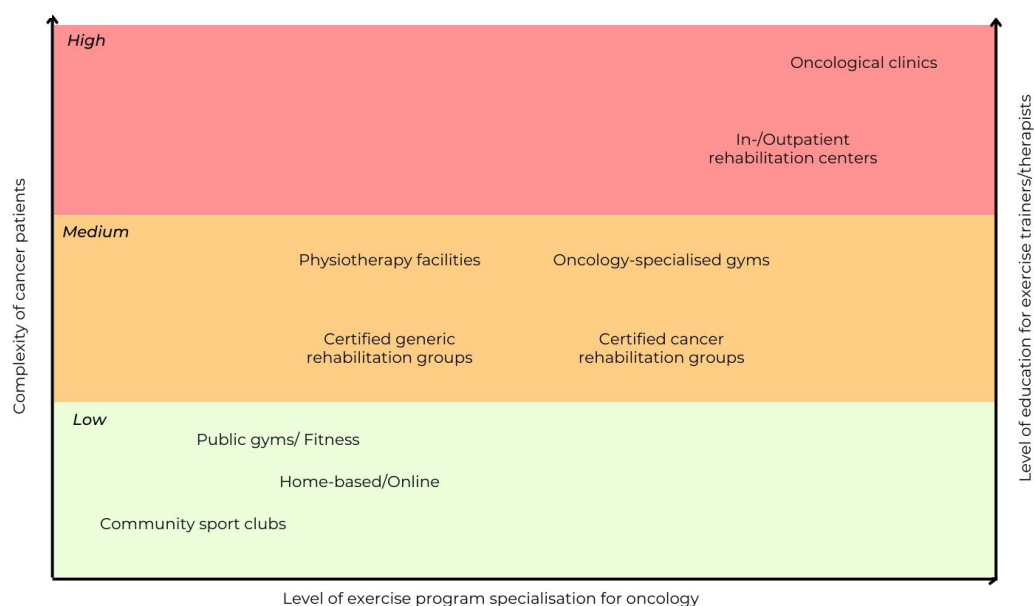 High
Oncological clinics
In-/Outpatient
rehabilitation centers
Medium
Physiotherapy facilities
Oncology-specialised gyms
Certified generic
rehabilitation groups
Certified cancer
rehabilitation groups
Low
Public gyms/ Fitness
Home-based/Online
Community sport clubs
Complexity of cancer patients
Level of education for exercise trainers/therapists
Level of exercise program specialisation for oncology